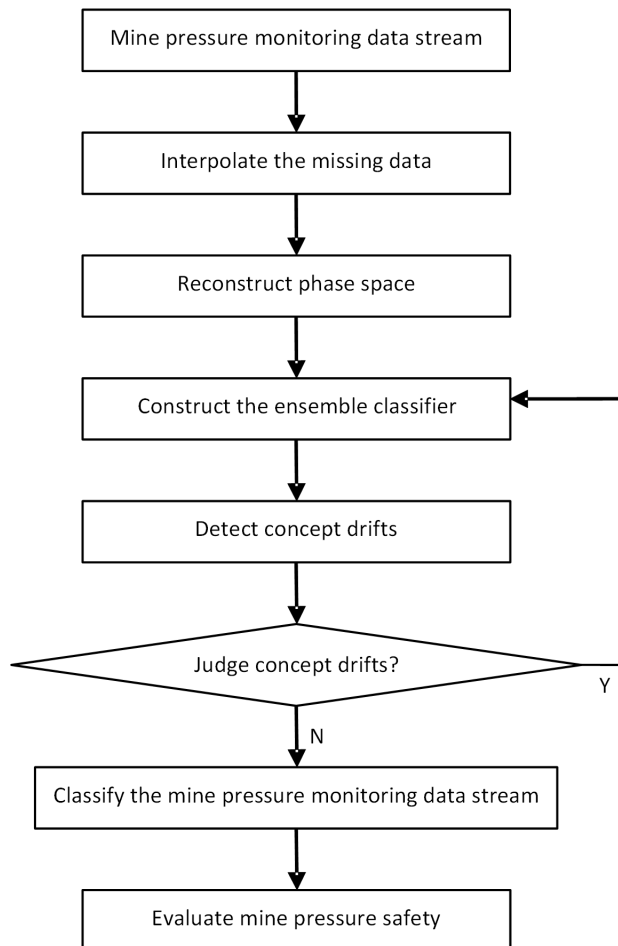 Mine pressure monitoring data stream
Interpolate the missing data
Reconstruct phase space
Construct the ensemble classifier
Detect concept drifts
Judge concept drifts?
Y
N
Classify the mine pressure monitoring data stream
Evaluate mine pressure safety